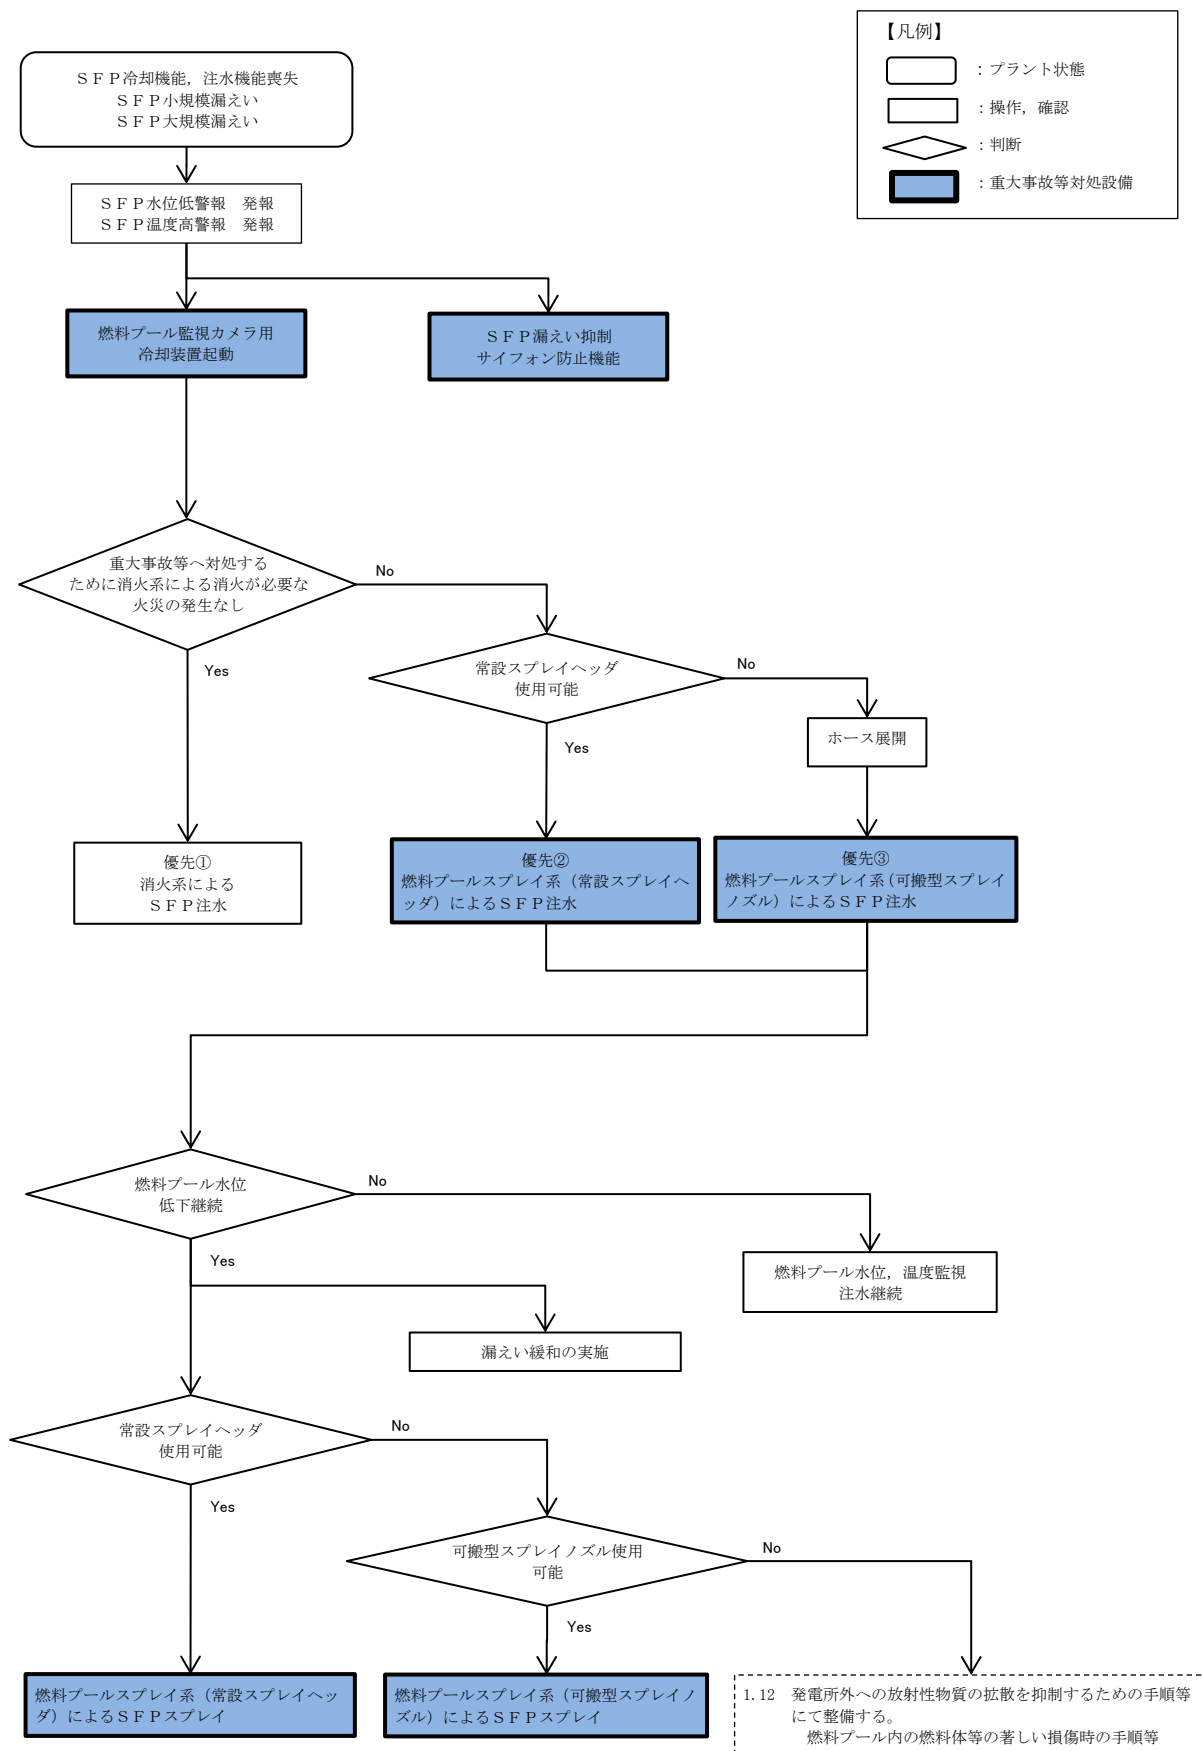 【凡例】
：プラント状態
：操作，確認
：判断
：重大事故等対処設備
ＳＦＰ冷却機能，注水機能喪失
ＳＦＰ小規模漏えい
ＳＦＰ大規模漏えい
ＳＦＰ水位低警報　発報
ＳＦＰ温度高警報　発報
燃料プール監視カメラ用
冷却装置起動
ＳＦＰ漏えい抑制
サイフォン防止機能
重大事故等へ対処する
ために消火系による消火が必要な
火災の発生なし
No
Yes
常設スプレイヘッダ
使用可能
No
Yes
ホース展開
優先①
消火系による
ＳＦＰ注水
優先②
燃料プールスプレイ系（常設スプレイヘ
ッダ）によるＳＦＰ注水
優先③
燃料プールスプレイ系（可搬型スプレイ
ノズル）によるＳＦＰ注水
燃料プール水位
低下継続
No
Yes
燃料プール水位，温度監視
注水継続
漏えい緩和の実施
常設スプレイヘッダ
使用可能
No
Yes
可搬型スプレイノズル使用
可能
No
Yes
燃料プールスプレイ系（常設スプレイヘッ
ダ）によるＳＦＰスプレイ
燃料プールスプレイ系（可搬型スプレイノ
ズル）によるＳＦＰスプレイ
1.12　発電所外への放射性物質の拡散を抑制するための手順等
にて整備する。
燃料プール内の燃料体等の著しい損傷時の手順等